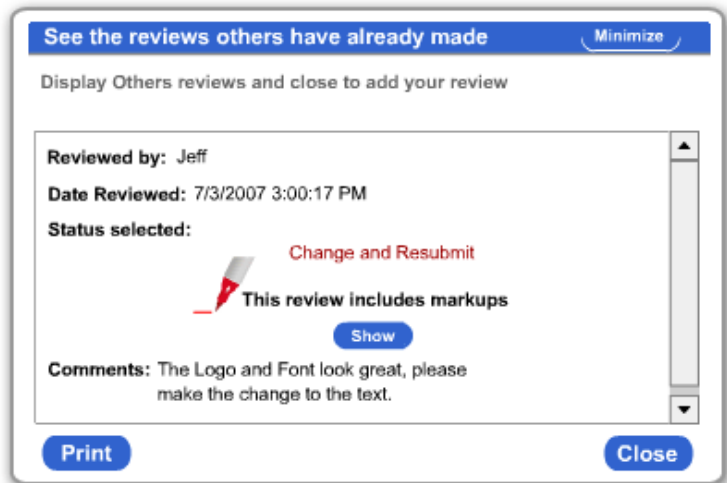 See the reviews others have already made
Minimize
Display Others reviews and close to add your review
Reviewed by: Jeff
Date Reviewed: 7/3/2007 3:00:17 PM
Status selected:
Change and Resubmit
This review includes markups
Show
Comments: The Logo and Font look great, please
make the change to the text.
Print
Close